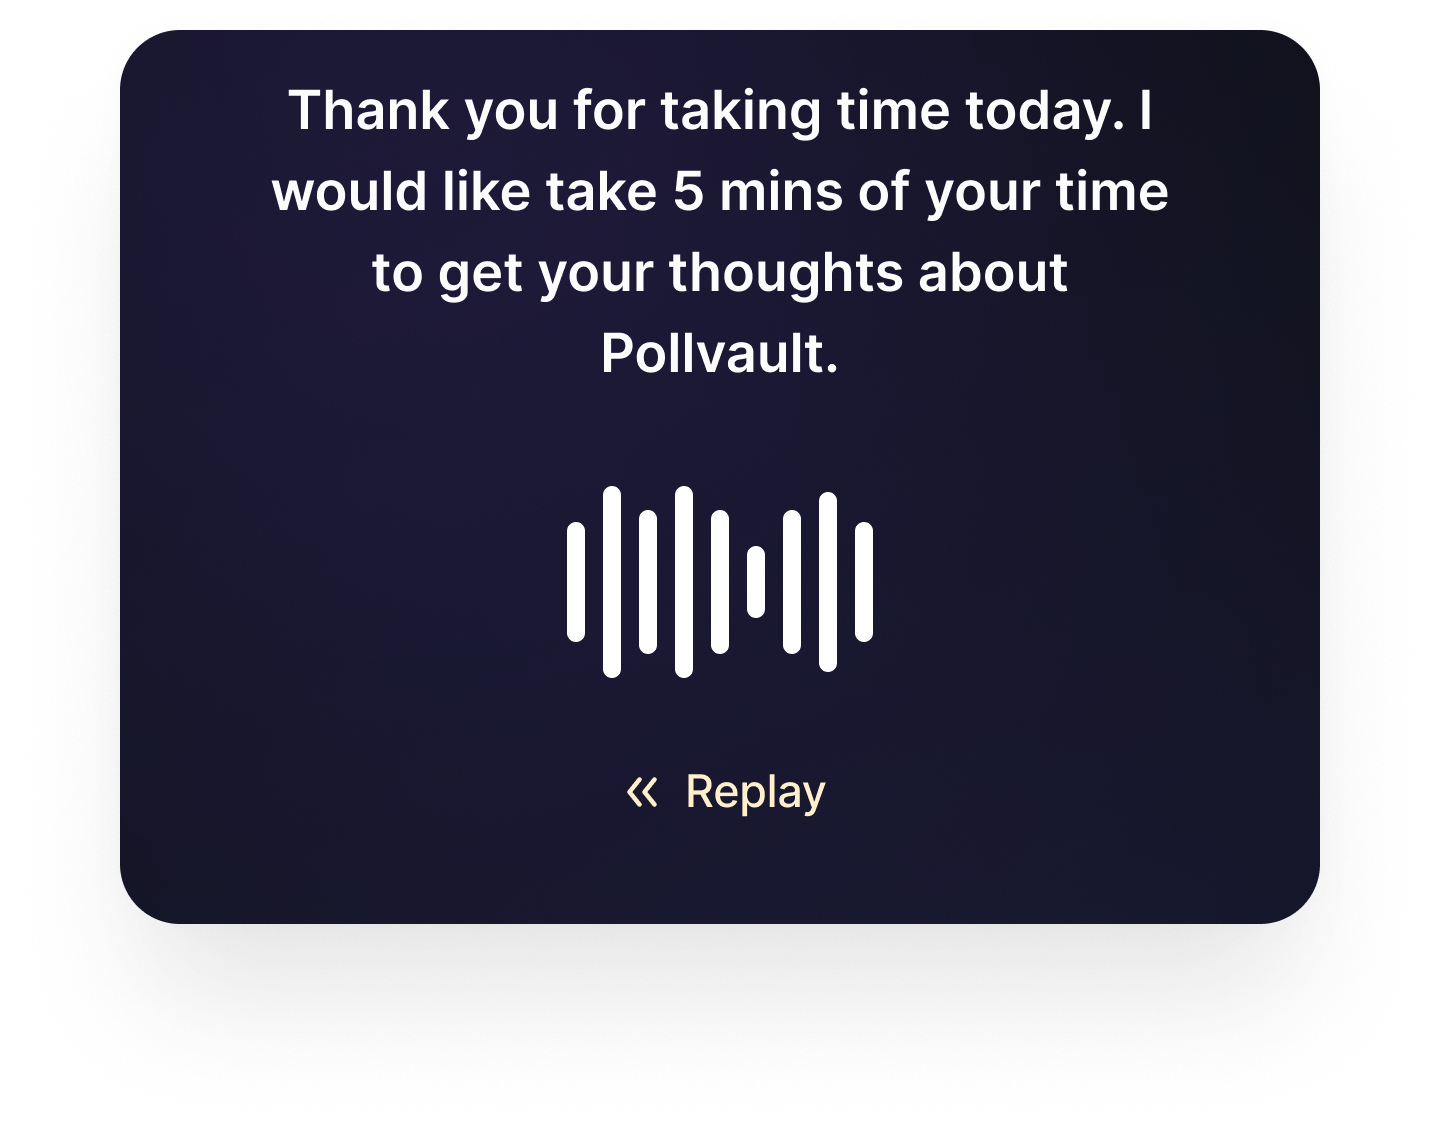 Thank you for taking time today. I
would like take 5 mins of your time
to get your thoughts about
Pollvault.
Replay